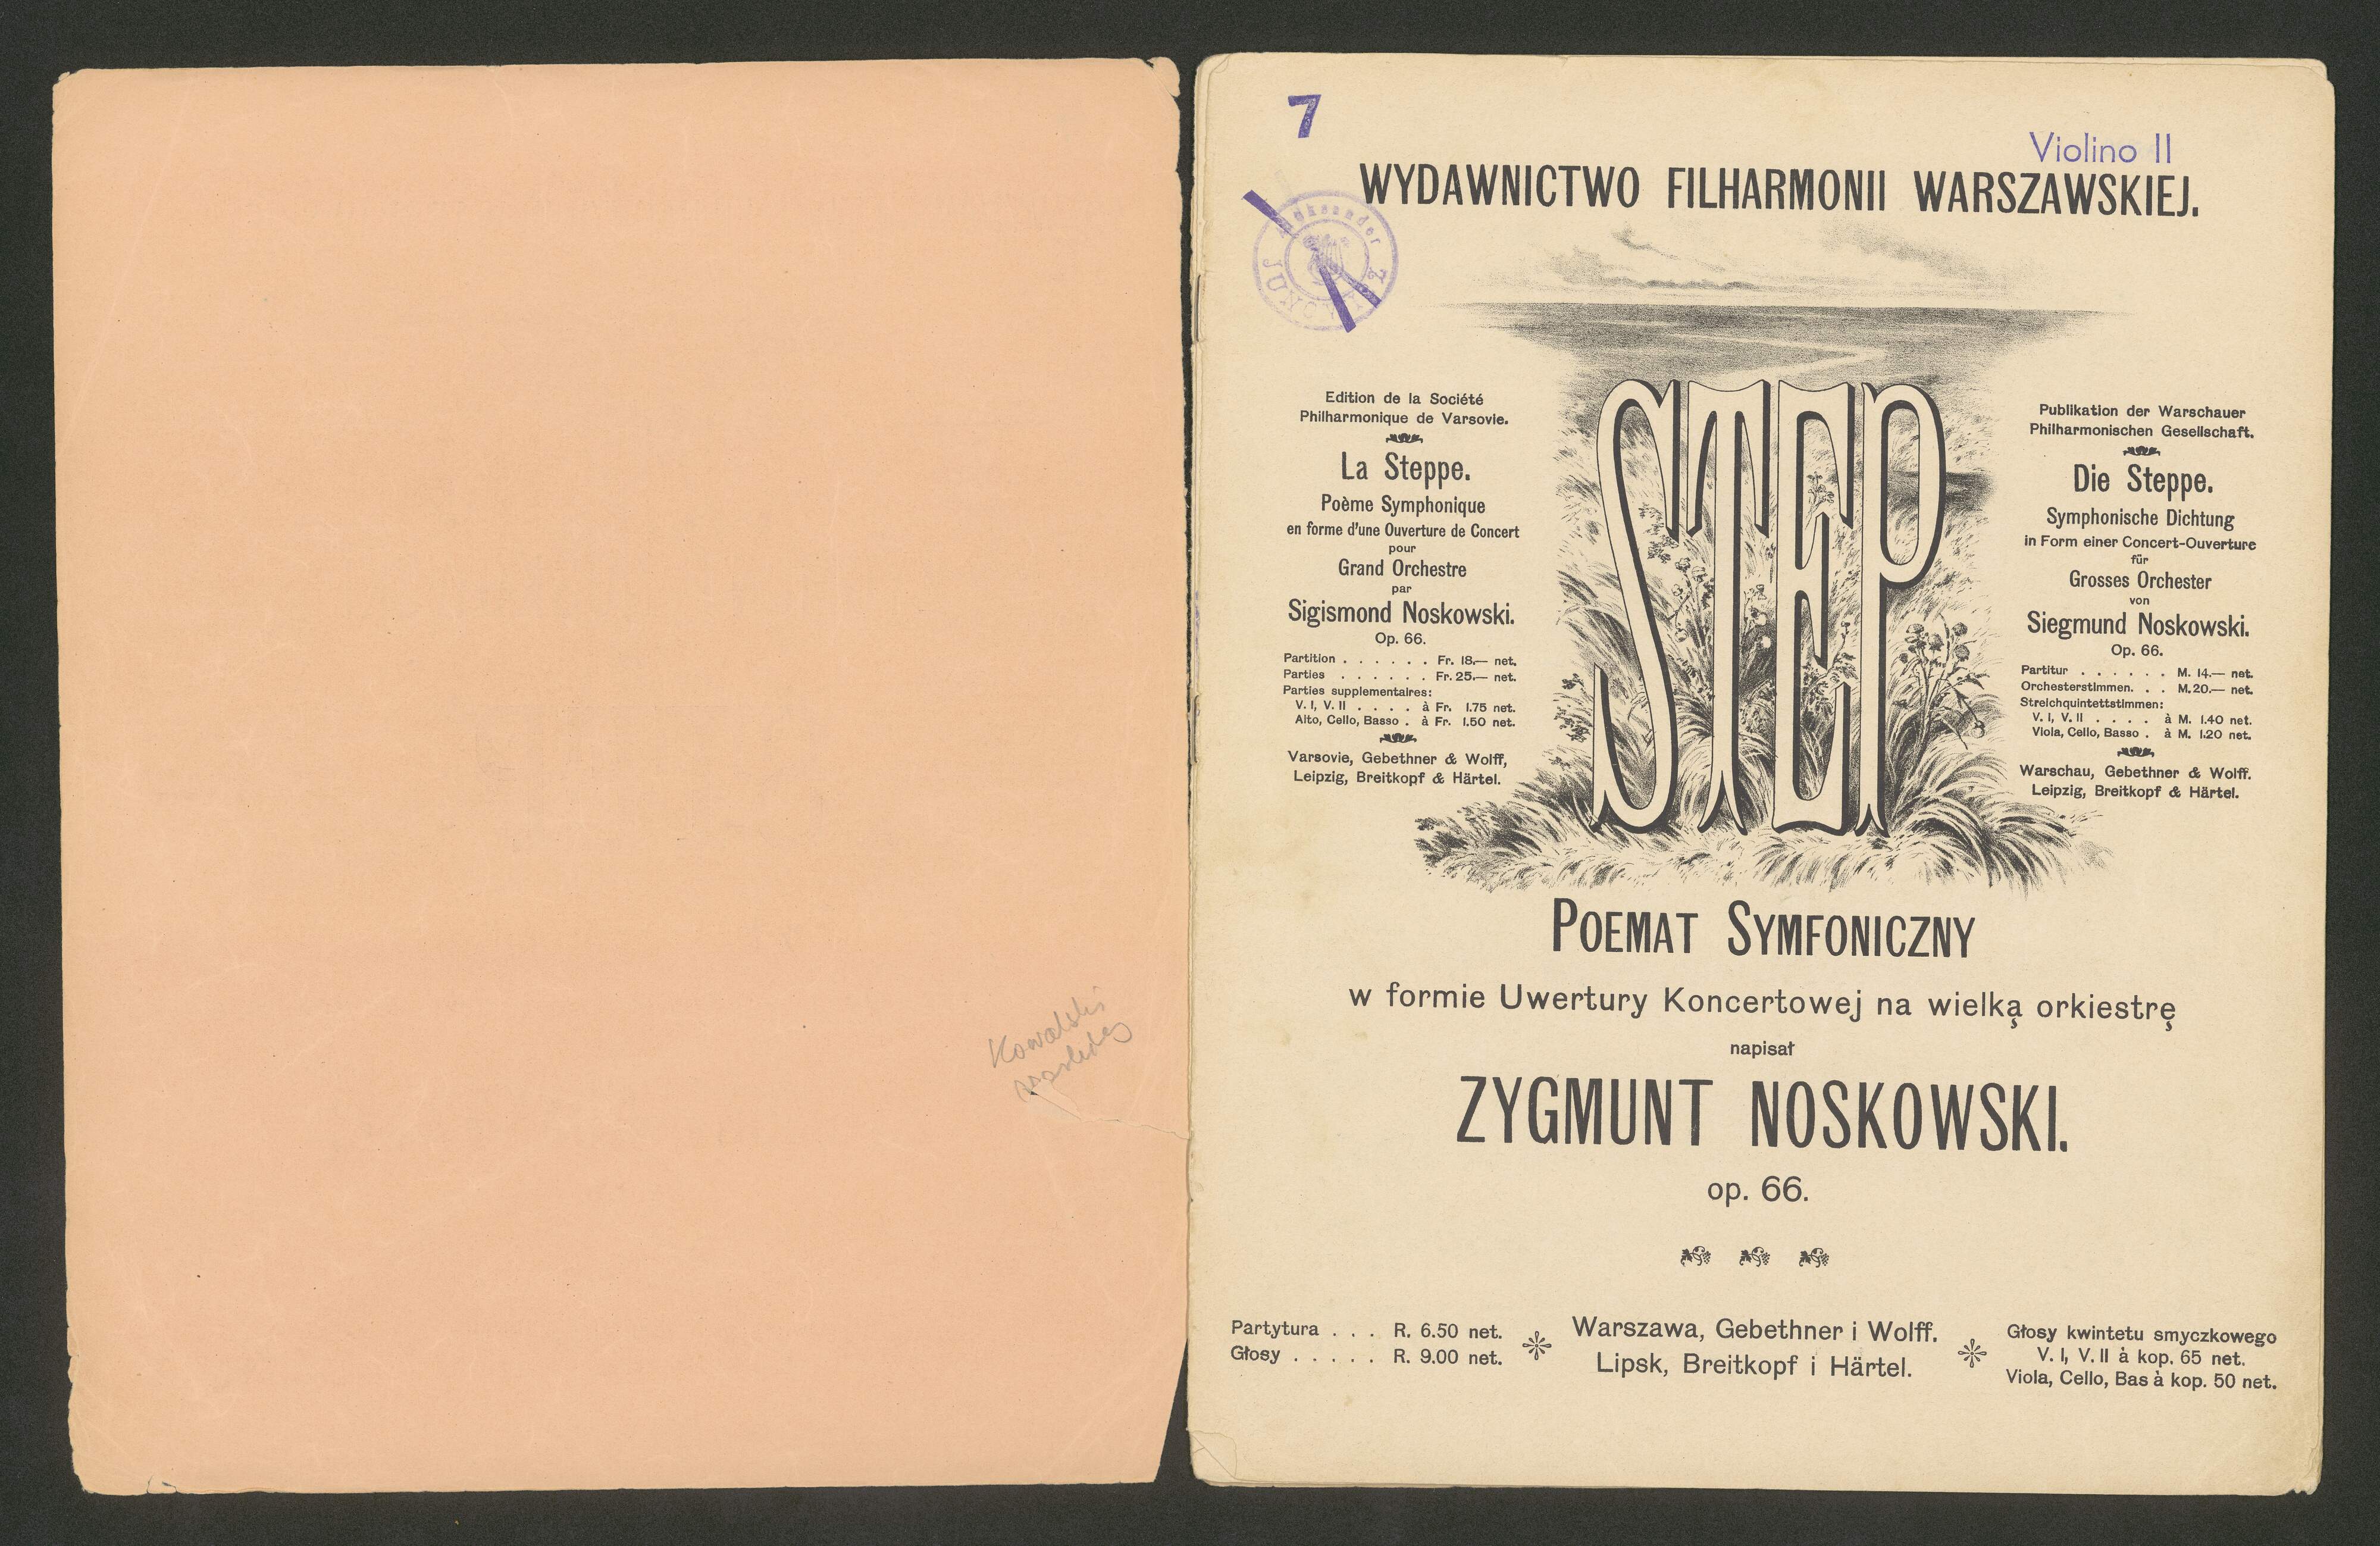 Kowalski
7
Violino II
WYDAWNICTWO FILHARMONII WARSZAWSKIEJ.
Aleksander
STEP
Edition de la Société
Philharmonique de Varsovie.
La Steppe.
Poème Symphonique
en forme d'une Ouverture de Concert
pour
Grand Orchestre
par
Sigismond Noskowski.
Op. 66.
Partition . . . . . . Fr. 18.— net.
Parties . . . . . . Fr. 25.— net.
Parties supplementaires:
V. I, V. II . . . . à Fr. 1.75 net.
Alto, Cello, Basso . à Fr. 1.50 net.
Varsovie, Gebethner & Wolff,
Leipzig, Breitkopf & Härtel.
Publikation der Warschauer
Philharmonischen Gesellschaft.
Die Steppe.
Symphonische Dichtung
in Form einer Concert-Ouverture
für
Grosses Orchester
von
Siegmund Noskowski.
Op. 66.
Partitur . . . . . . M. 14.— net.
Orchesterstimmen. . . M. 20.— net.
Streichquintettstimmen:
V. I, V. II . . . . à M. 1.40 net.
Viola, Cello, Basso . à M. 1.20 net.
Warschau, Gebethner & Wolff.
Leipzig, Breitkopf & Härtel.
POEMAT SYMFONICZNY
w formie Uwertury Koncertowej na wielką orkiestrę
napisał
ZYGMUNT NOSKOWSKI.
op. 66.
Partytura . . . R. 6.50 net.
Głosy . . . . . R. 9.00 net.
Warszawa, Gebethner i Wolff.
Lipsk, Breitkopf i Härtel.
Głosy kwintetu smyczkowego
V. I, V. II à kop. 65 net.
Viola, Cello, Bas à kop. 50 net.